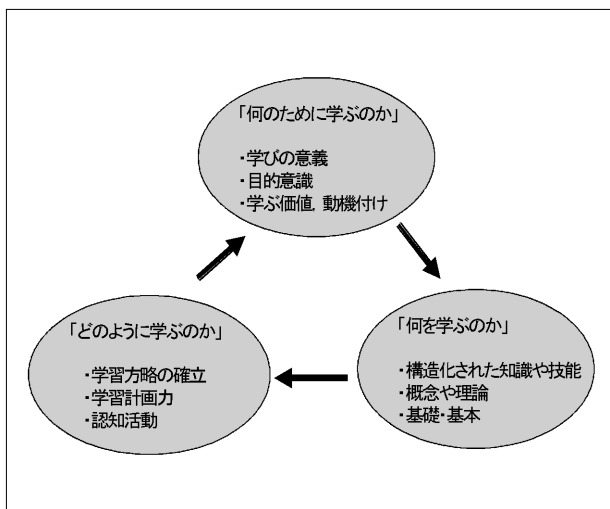 「何のために学ぶのか」
・学びの意義
・目的意識
・学ぶ価値，動機付け
「どのように学ぶのか」
・学習方略の確立
・学習計画力
・認知活動
「何を学ぶのか」
・構造化された知識や技能
・概念や理論
・基礎・基本